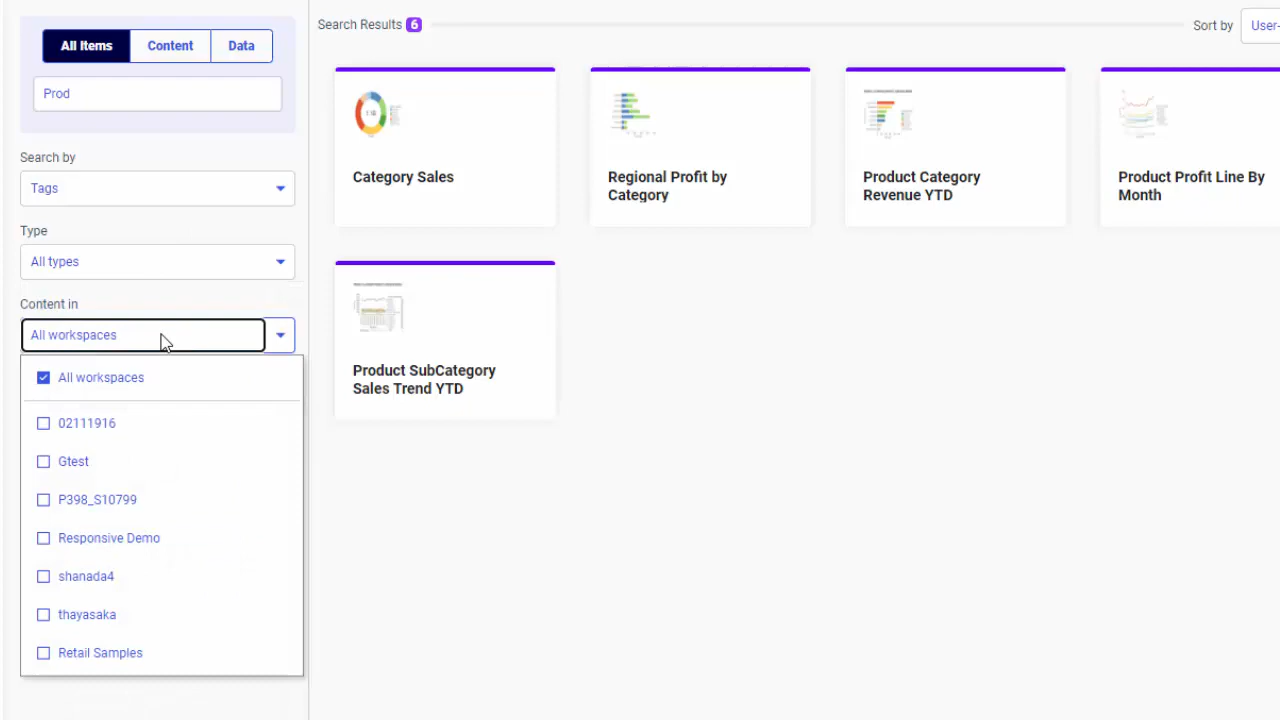 All Items
Content
Data
Prod
Search by
Tags
Type
All types
Content in
All workspaces
All workspaces
02111916
Gtest
P398_S10799
Responsive Demo
shanada4
thayasaka
Retail Samples
Search Results 6
Sort by
User-
Category Sales
Regional Profit by
Category
Product Category
Revenue YTD
Product Profit Line By
Month
Product SubCategory
Sales Trend YTD